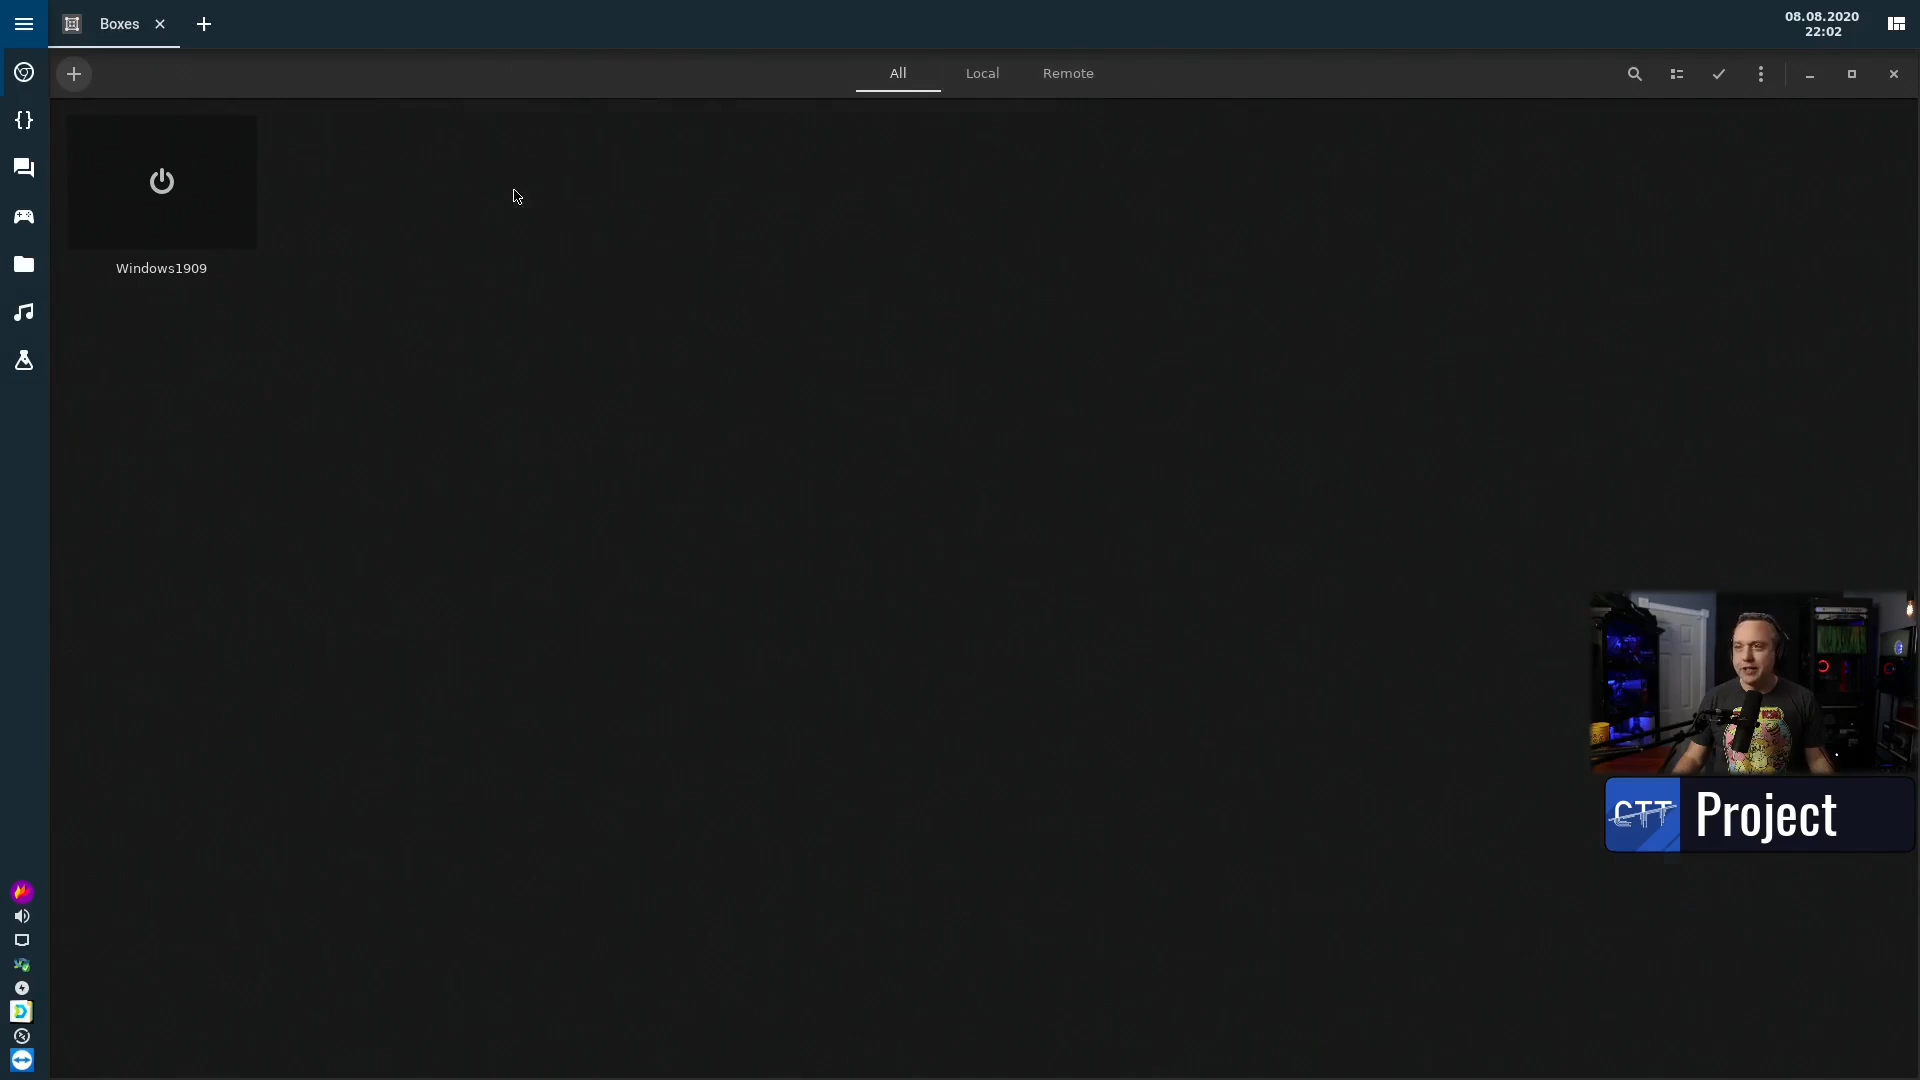 Boxes
08.08.2020
22:02
All
Local
Remote
Windows1909
CTT
Project